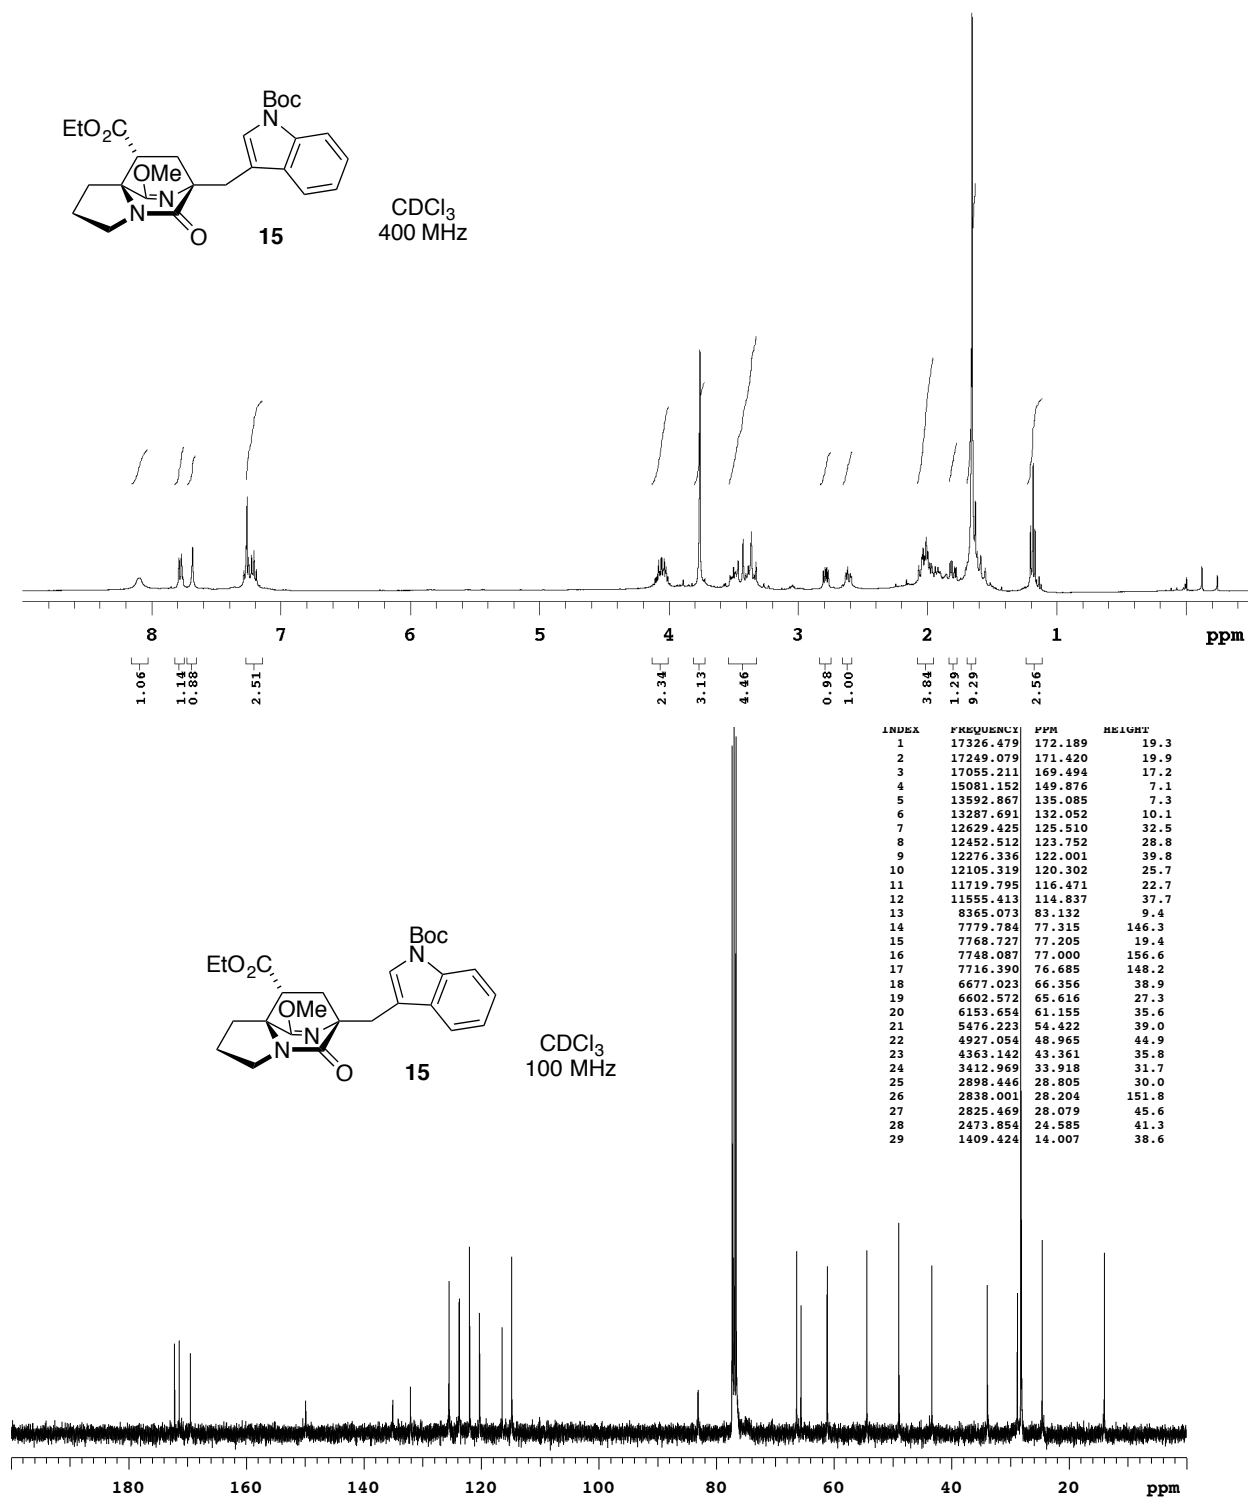 Boc
N
EtO2C
OMe
N
N
O
15
CDCl3
400 MHz
8 7 6 5 4 3 2 1 ppm
1.06 1.14 0.88 2.51 2.34 3.13 4.46 0.98 1.00 3.84 1.29 9.29 2.56
INDEX FREQUENCY PPM HEIGHT
1 17326.479 172.189 19.3
2 17249.079 171.420 19.9
3 17055.211 169.494 17.2
4 15081.152 149.876 7.1
5 13592.867 135.085 7.3
6 13287.691 132.052 10.1
7 12629.425 125.510 32.5
8 12452.512 123.752 28.8
9 12276.336 122.001 39.8
10 12105.319 120.302 25.7
11 11719.795 116.471 22.7
12 11555.413 114.837 37.7
13 8365.073 83.132 9.4
14 7779.784 77.315 146.3
15 7768.727 77.205 19.4
16 7748.087 77.000 156.6
17 7716.390 76.685 148.2
18 6677.023 66.356 38.9
19 6602.572 65.616 27.3
20 6153.654 61.155 35.6
21 5476.223 54.422 39.0
22 4927.054 48.965 44.9
23 4363.142 43.361 35.8
24 3412.969 33.918 31.7
25 2898.446 28.805 30.0
26 2838.001 28.204 151.8
27 2825.469 28.079 45.6
28 2473.854 24.585 41.3
29 1409.424 14.007 38.6
Boc
N
EtO2C
OMe
N
N
O
15
CDCl3
100 MHz
180 160 140 120 100 80 60 40 20 ppm